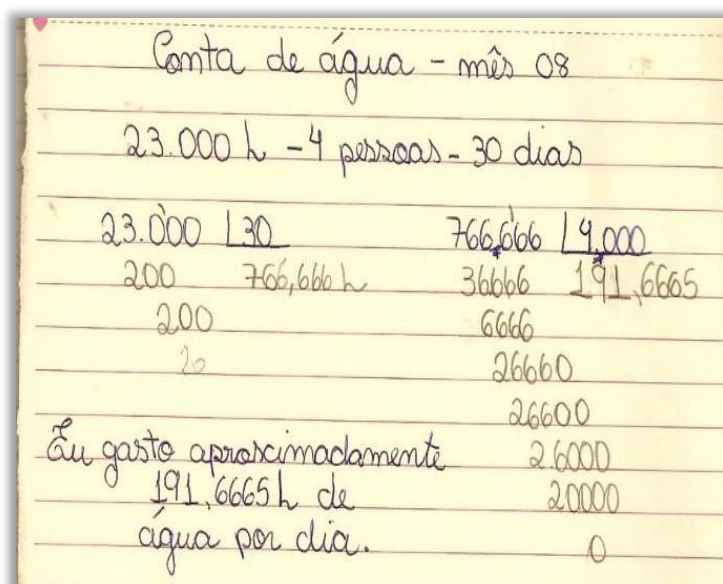 Conta de água - mês 08
23.000 L - 4 pessoas - 30 dias
23.000 30 766,666 4,000
200 766,666 L 36666 191,6665
200 6666
20 26660
26600
Eu gasto aproscimadamente 26000
191,6665 L de 20000
água por dia. 0